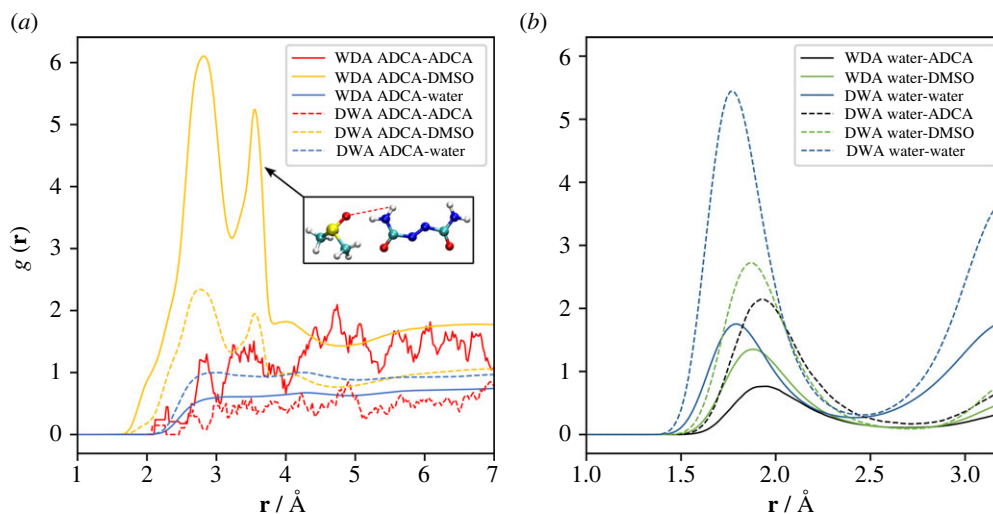 (a)
6
5
4
3
2
1
0
g (r)
WDA ADCA-ADCA
WDA ADCA-DMSO
WDA ADCA-water
DWA ADCA-ADCA
DWA ADCA-DMSO
DWA ADCA-water
1 2 3 4 5 6 7
r / Å
(b)
6
5
4
3
2
1
0
WDA water-ADCA
WDA water-DMSO
DWA water-water
DWA water-ADCA
DWA water-DMSO
DWA water-water
1.0 1.5 2.0 2.5 3.0
r / Å